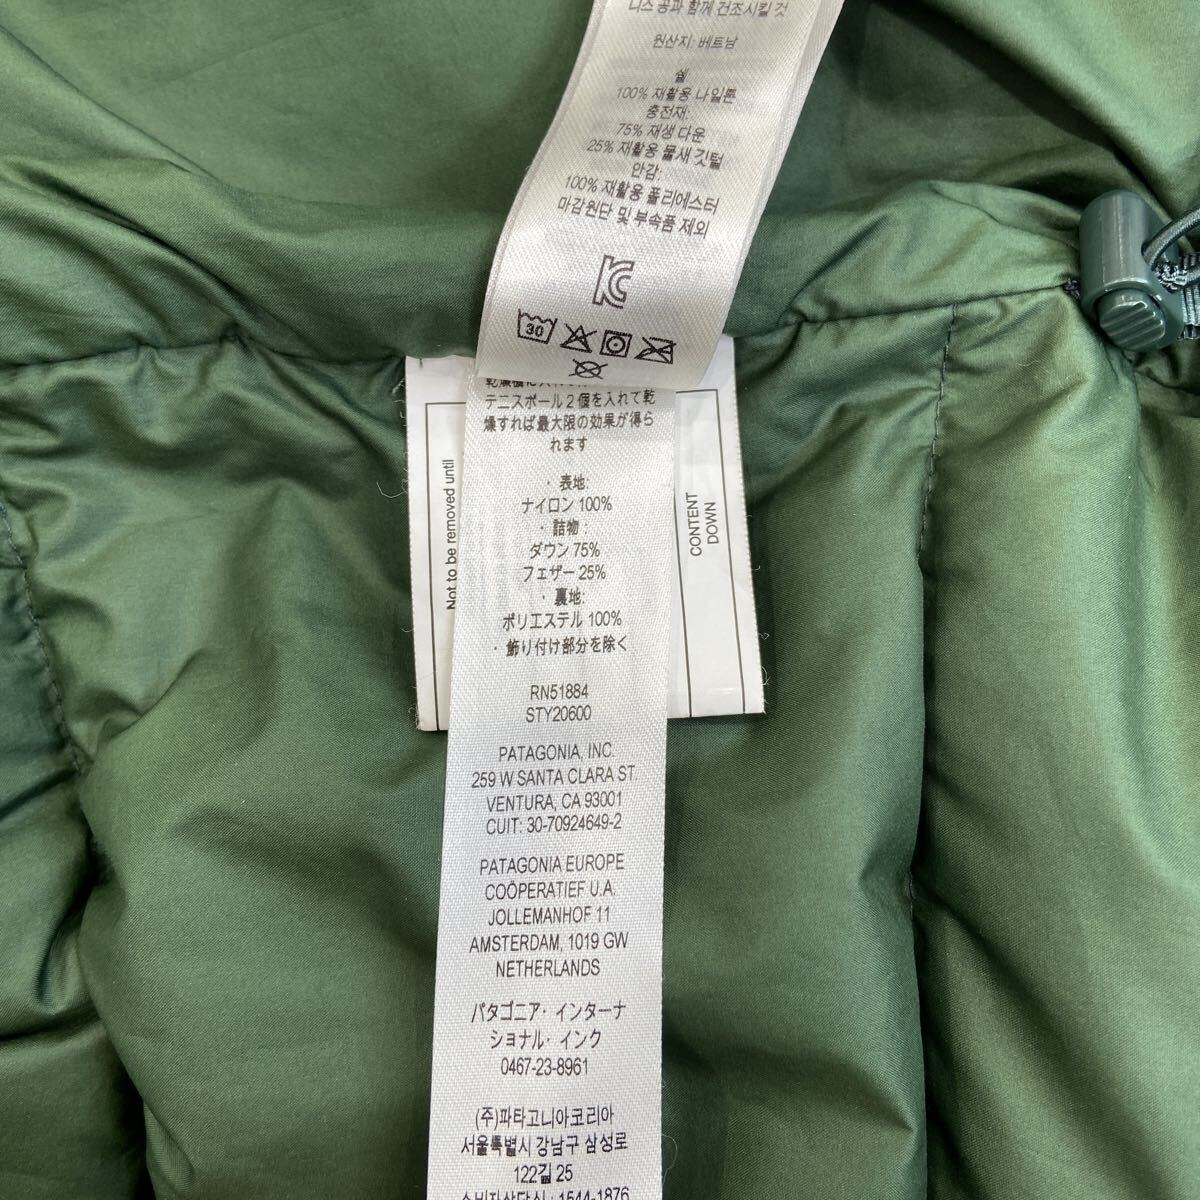 니스 공과 함께 건조시킬 것
원산지: 베트남
쉘
100% 재활용 나일론
충전재:
75% 재생 다운
25% 재활용 물새 깃털
안감:
100% 재활용 폴리에스터
마감원단 및 부속품 제외
30
テニスボール2個を入れて乾
燥すれば最大限の効果が得ら
れます
・表地:
ナイロン 100%
・詰物
ダウン 75%
フェザー 25%
・裏地:
ポリエステル 100%
・飾り付け部分を除く
RN51884
STY20600
PATAGONIA, INC.
259 W SANTA CLARA ST.
VENTURA, CA 93001
CUIT: 30-70924649-2
PATAGONIA EUROPE
COÖPERATIEF U.A.
JOLLEMANHOF 11
AMSTERDAM, 1019 GW
NETHERLANDS
パタゴニア・インターナ
ショナル・インク
0467-23-8961
(주)파타고니아코리아
서울특별시 강남구 삼성로
122길 25
소비자상담실 : 1544-1876
Not to be removed until
CONTENT
DOWN